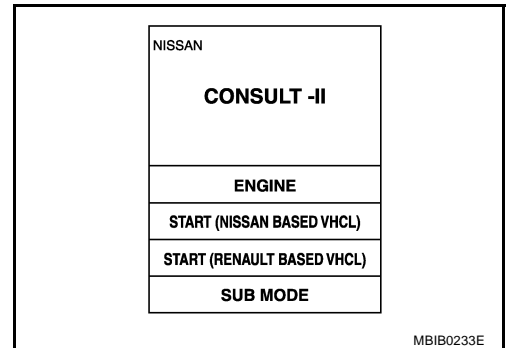 NISSAN
CONSULT -II
ENGINE
START (NISSAN BASED VHCL)
START (RENAULT BASED VHCL)
SUB MODE
MBIB0233E